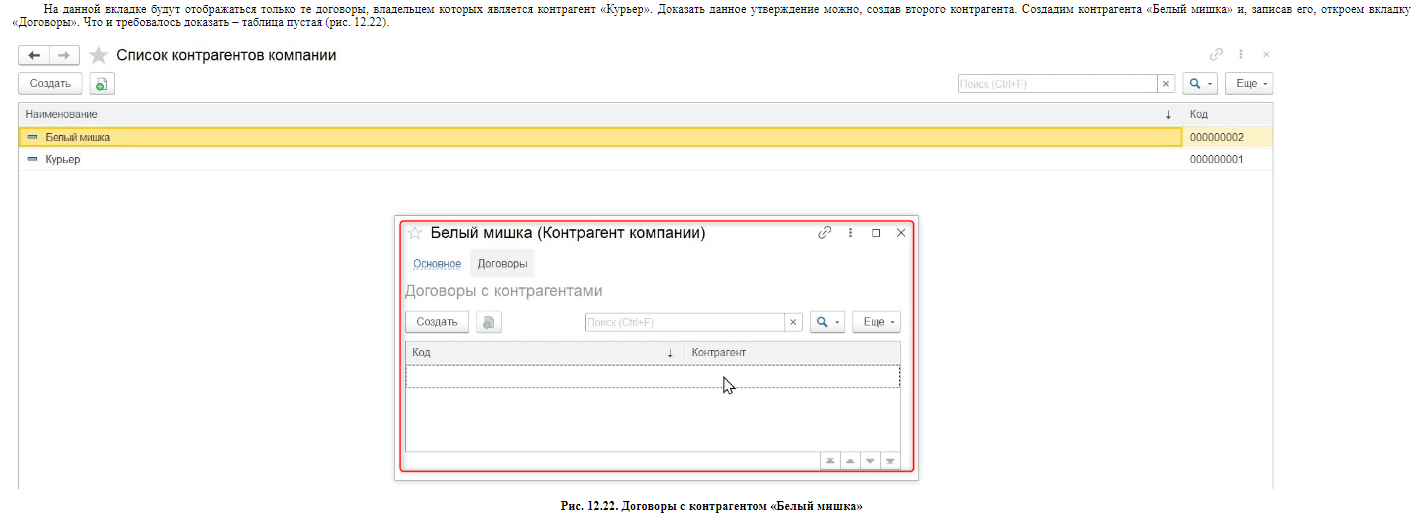 На данной вкладке будут отображаться только те договоры, владельцем которых является контрагент «Курьер». Доказать данное утверждение можно, создав второго контрагента. Создадим контрагента «Белый мишка» и, записав его, откроем вкладку
«Договоры». Что и требовалось доказать – таблица пустая (рис. 12.22).
Список контрагентов компании
Создать Поиск (Ctrl+F) Еще
Наименование Код
Белый мишка 000000002
Курьер 000000001
Белый мишка (Контрагент компании)
Основное Договоры
Договоры с контрагентами
Создать Поиск (Ctrl+F) Еще
Код Контрагент
Рис. 12.22. Договоры с контрагентом «Белый мишка»